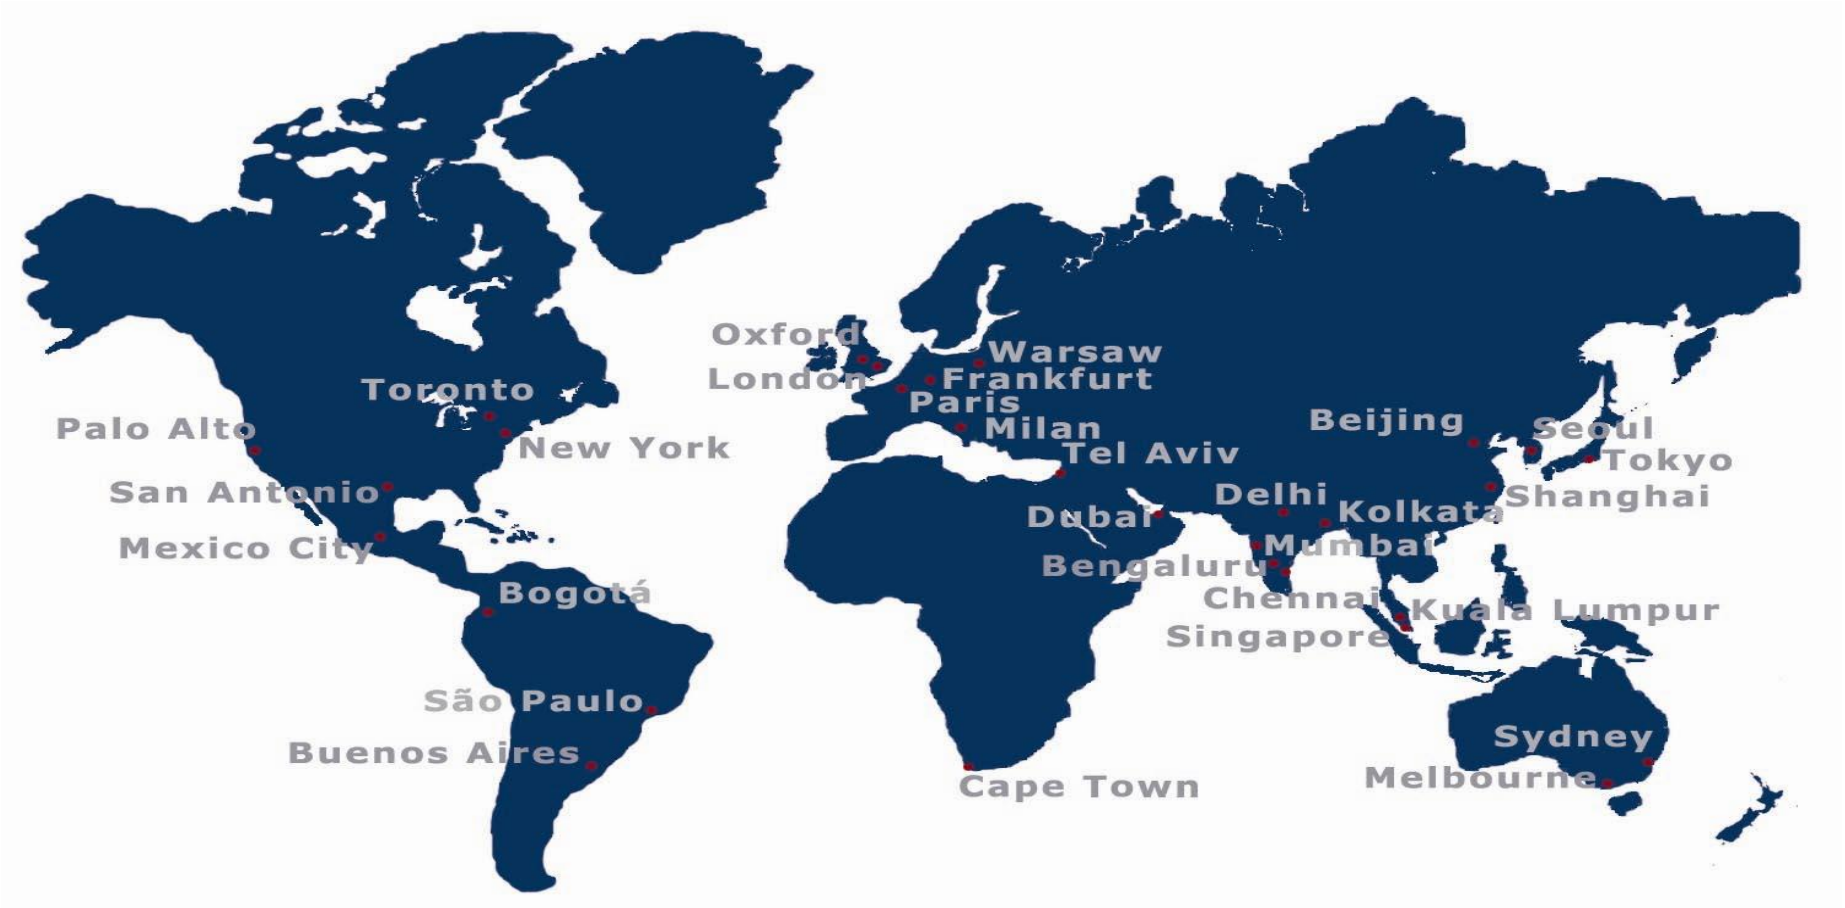 Oxford
Warsaw
London
Frankfurt
Toronto
Paris
Palo Alto
Milan
Beijing
Seoul
New York
Tel Aviv
Tokyo
San Antonio
Delhi
Shanghai
Dubai
Kolkata
Mexico City
Mumbai
Bengaluru
Bogotá
Chennai
Kuala Lumpur
Singapore
São Paulo
Sydney
Buenos Aires
Melbourne
Cape Town